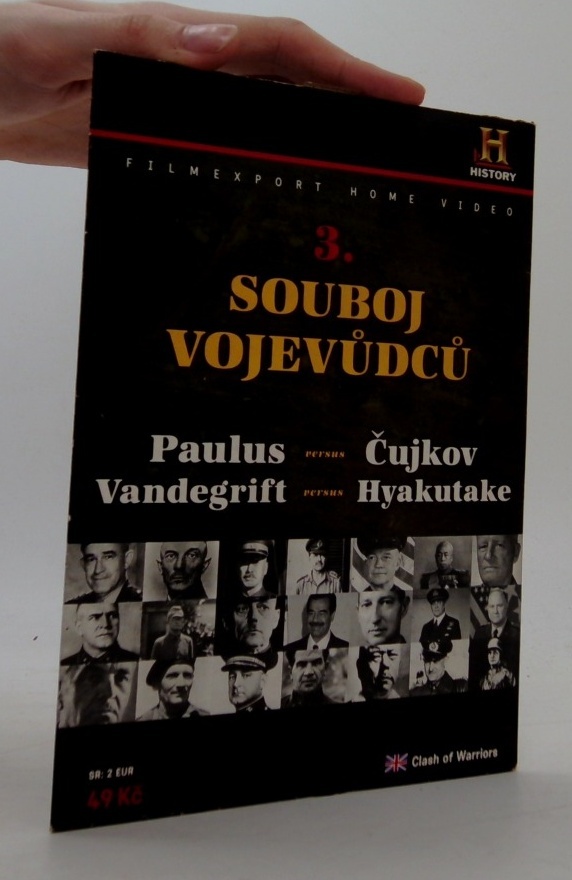 H
HISTORY
FILMEXPORT HOME VIDEO
3.
SOUBOJ
VOJEVŮDCŮ
Paulus versus Čujkov
Vandegrift versus Hyakutake
SR: 2 EUR
49 Kč
Clash of Warriors